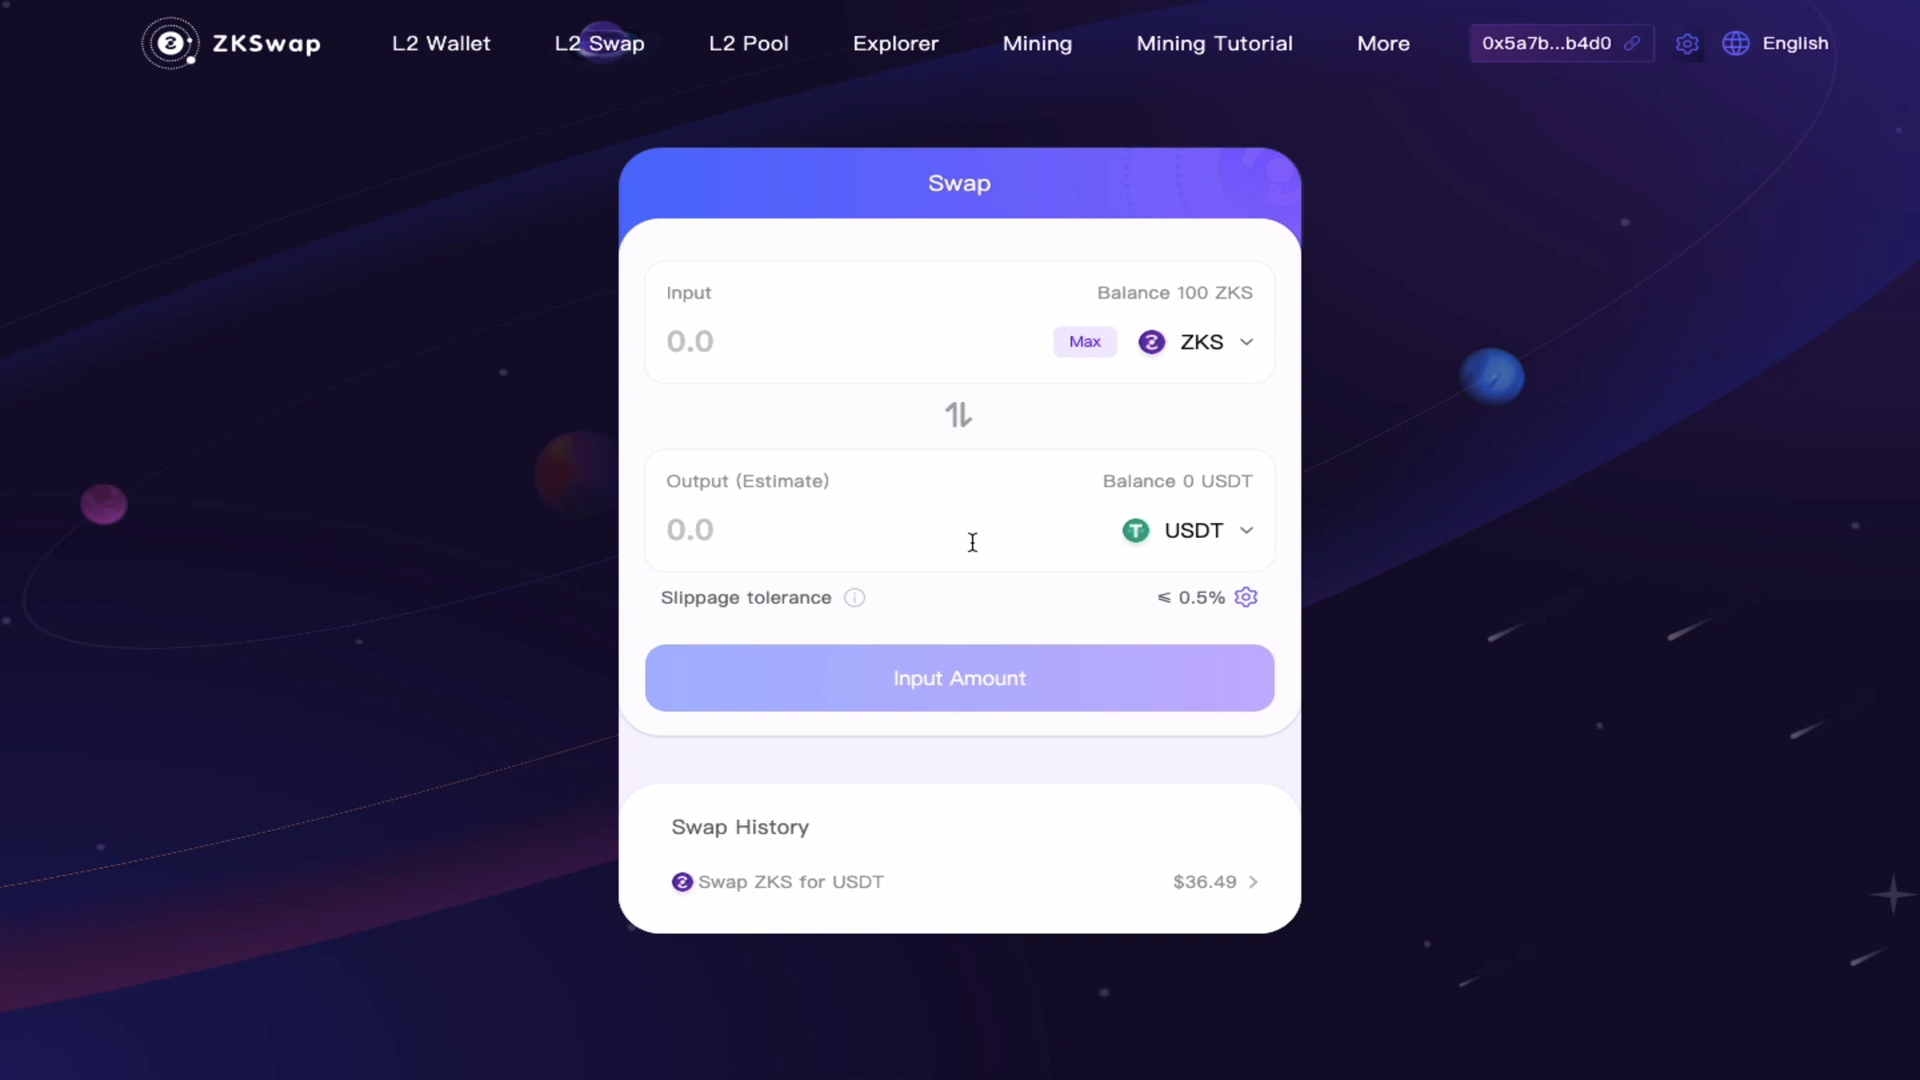 ZKSwap L2 Wallet L2 Swap L2 Pool Explorer Mining Mining Tutorial More 0x5a7b...b4d0 English
Swap
Input Balance 100 ZKS
0.0 Max ZKS
Output (Estimate) Balance 0 USDT
0.0 USDT
Slippage tolerance ≤ 0.5%
Input Amount
Swap History
Swap ZKS for USDT $36.49